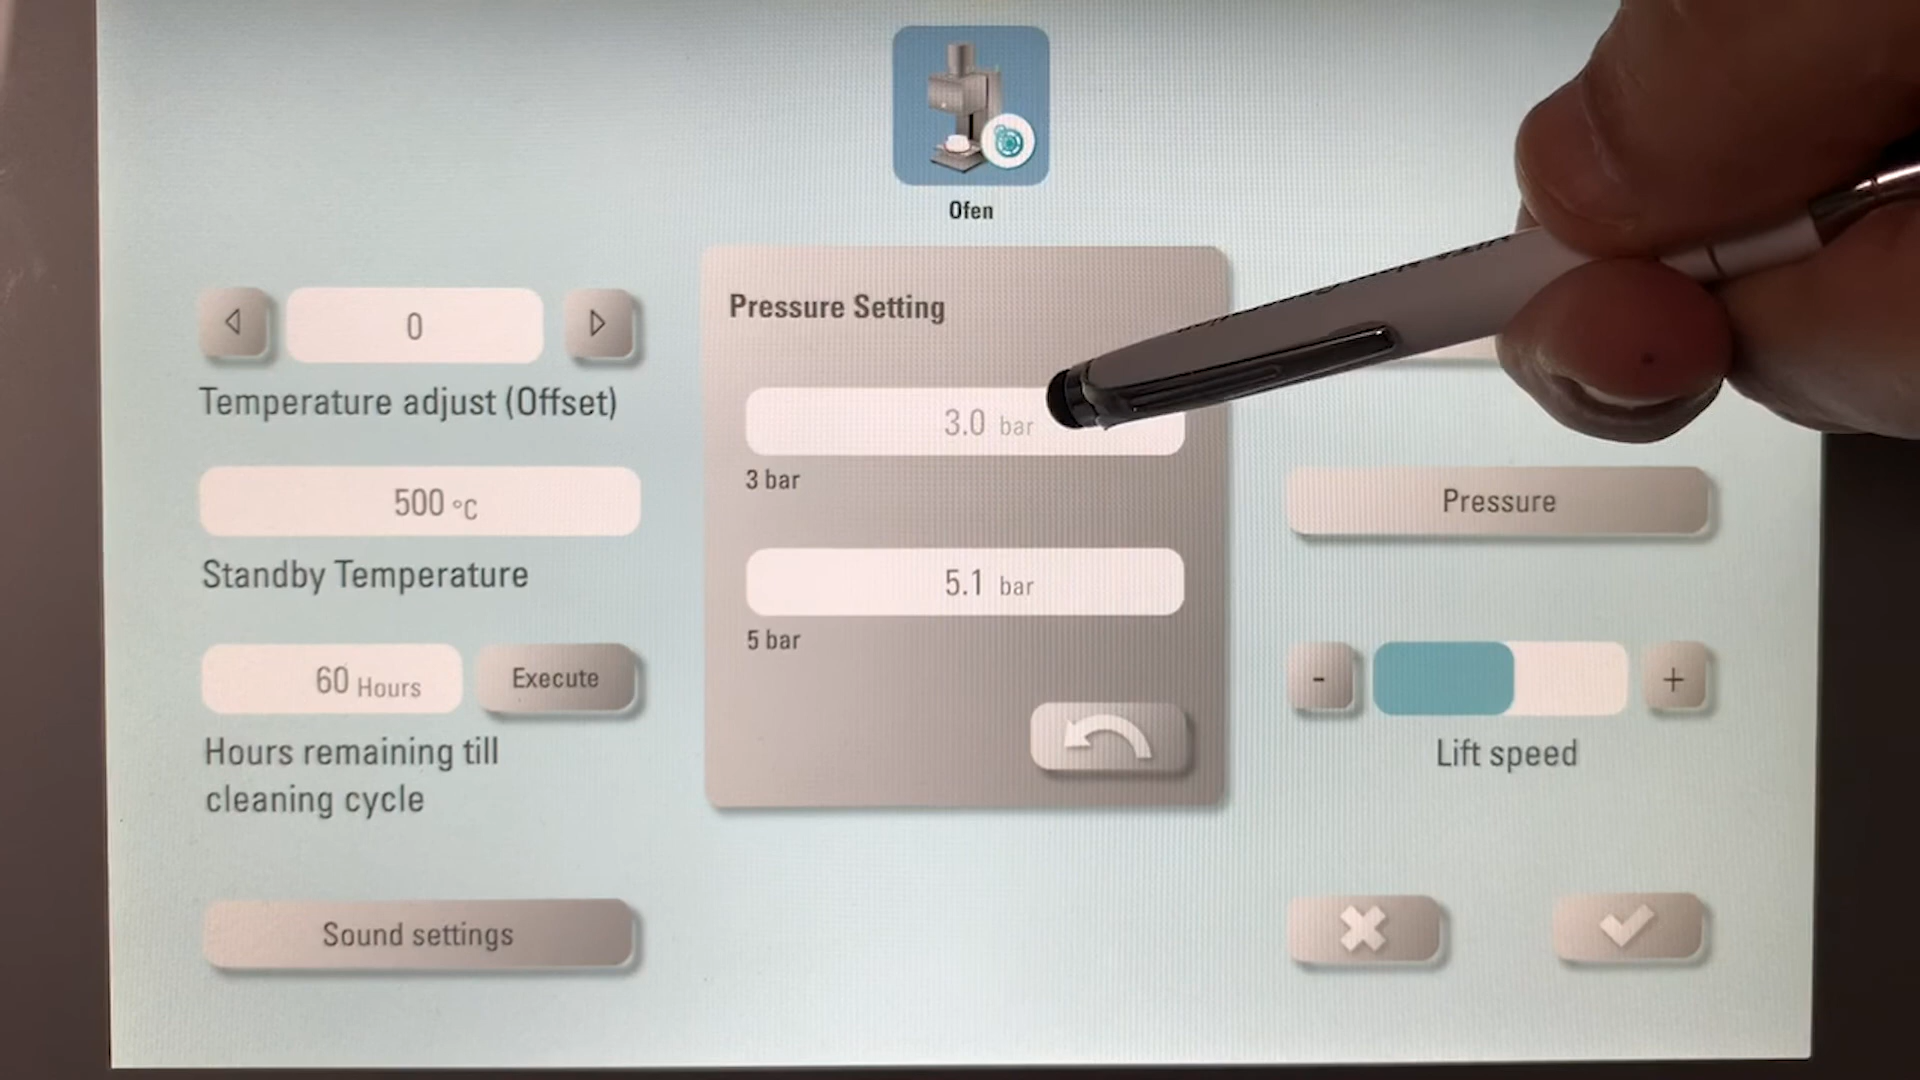 Ofen
0
Temperature adjust (Offset)
500 °C
Standby Temperature
60 Hours
Execute
Hours remaining till
cleaning cycle
Sound settings
Pressure Setting
3.0 bar
3 bar
5.1 bar
5 bar
Pressure
-
+
Lift speed